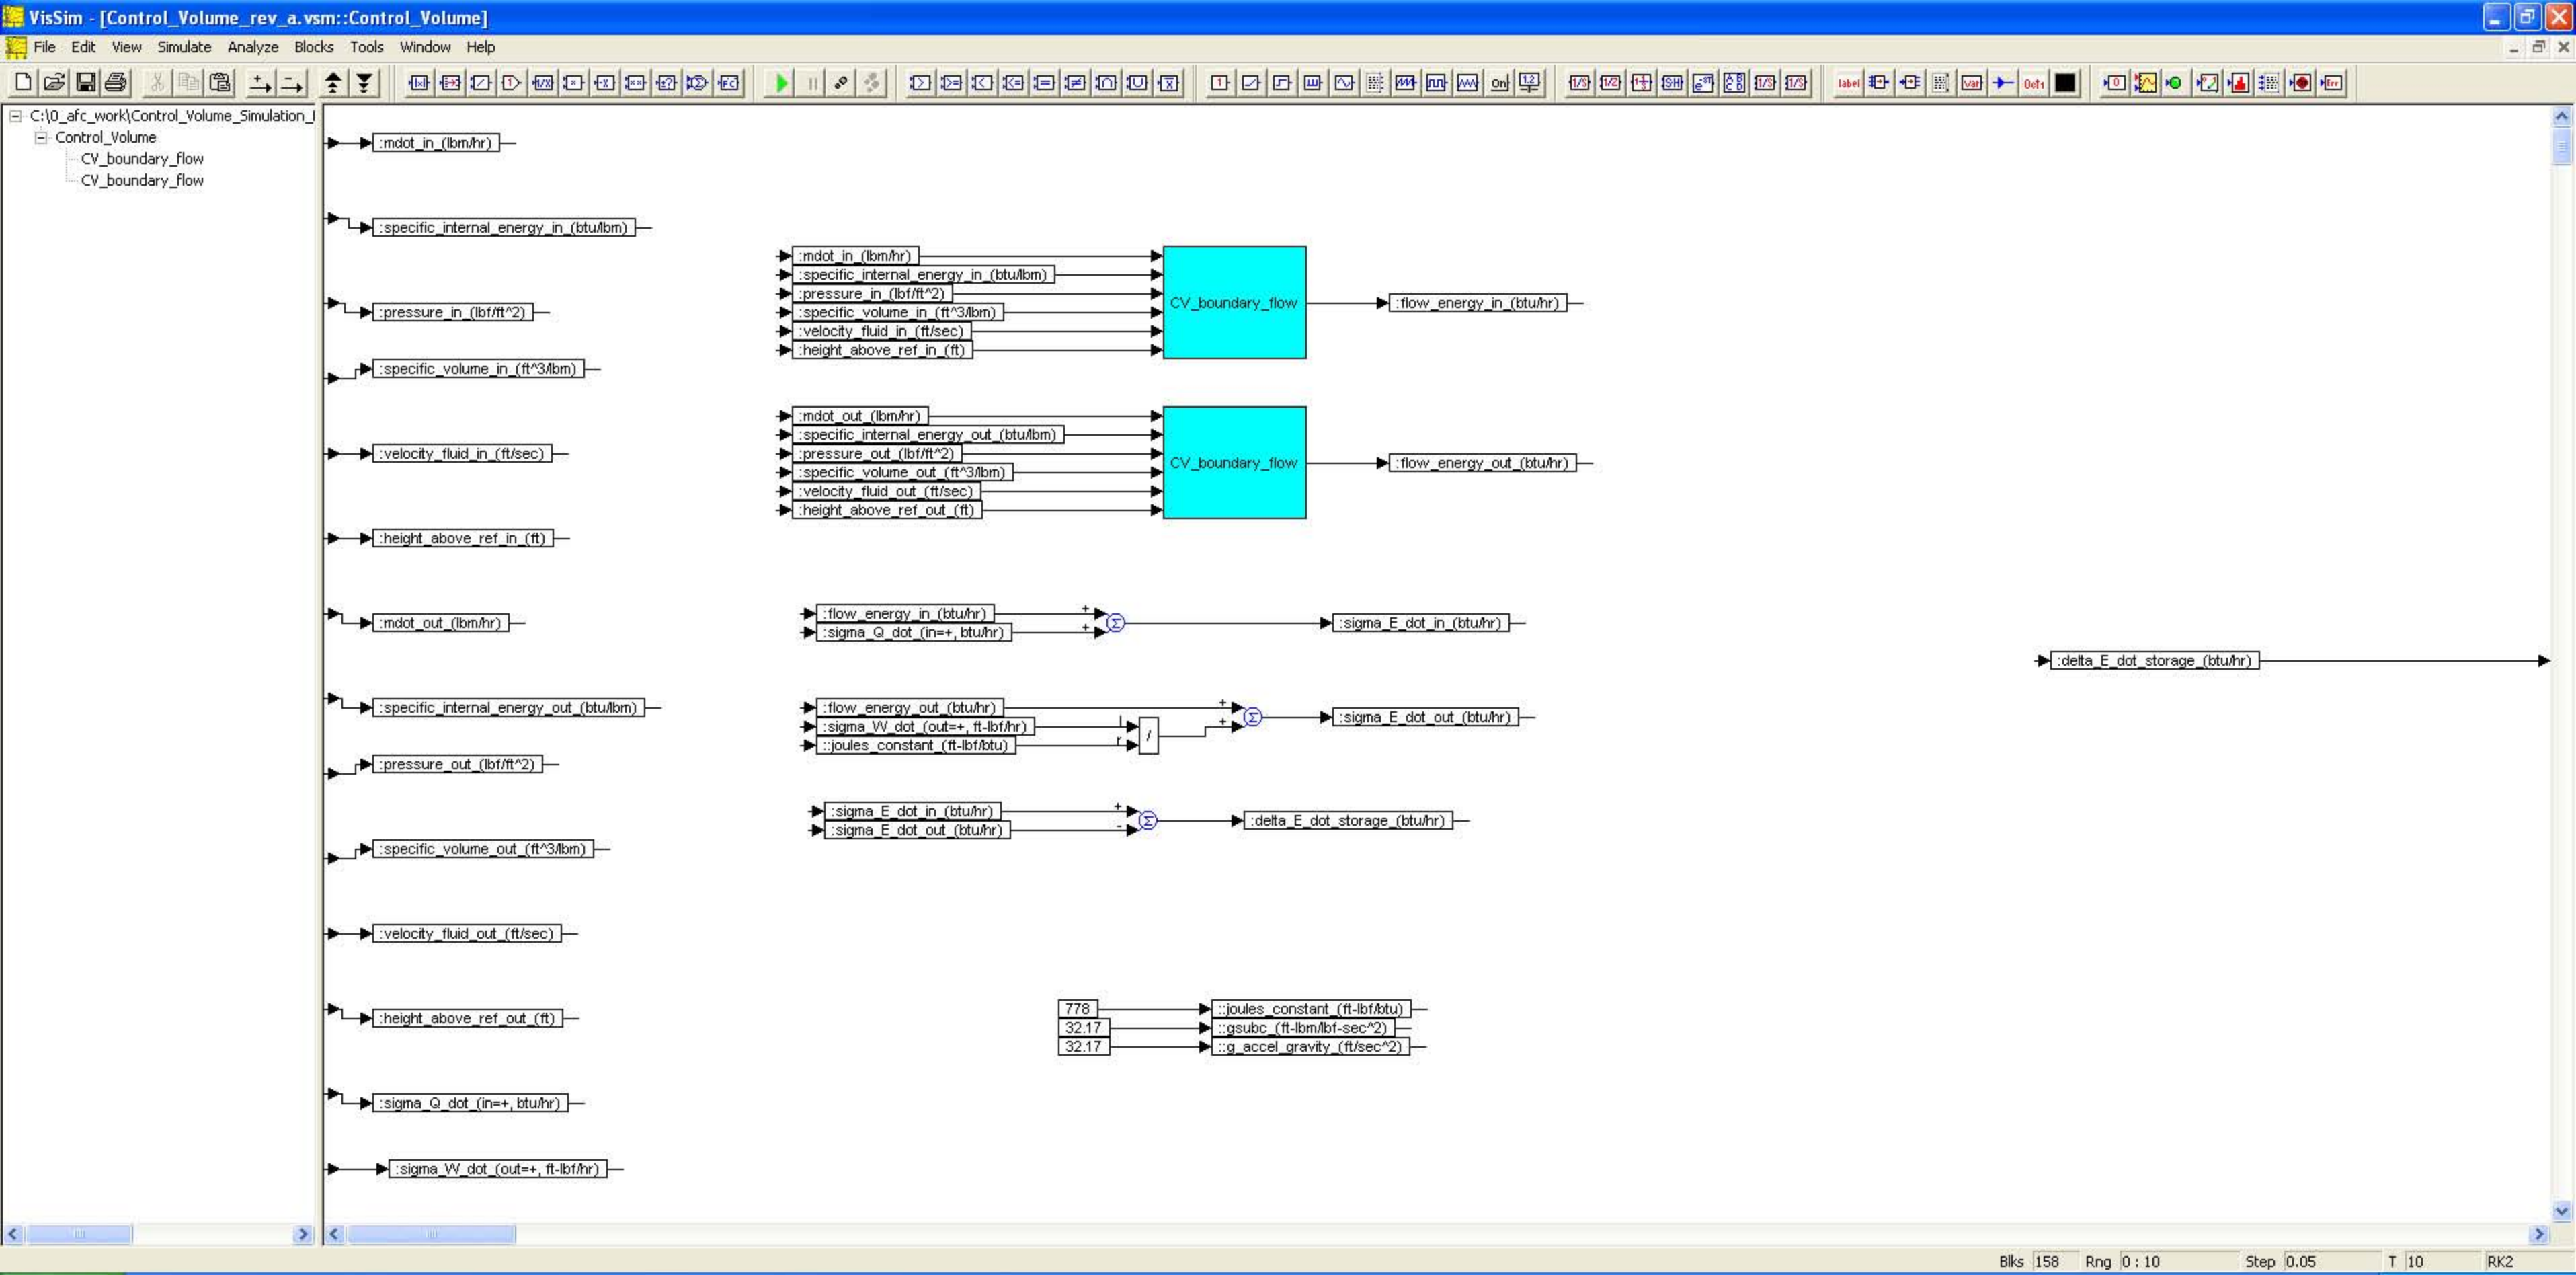 VisSim - [Control_Volume_rev_a.vsm::Control_Volume]
File Edit View Simulate Analyze Blocks Tools Window Help
C:\0_afc_work\Control_Volume_Simulation_
Control_Volume
CV_boundary_flow
CV_boundary_flow
:mdot_in_(lbm/hr)
:specific_internal_energy_in_(btu/lbm)
:pressure_in_(lbf/ft^2)
:specific_volume_in_(ft^3/lbm)
:velocity_fluid_in_(ft/sec)
:height_above_ref_in_(ft)
:mdot_out_(lbm/hr)
:specific_internal_energy_out_(btu/lbm)
:pressure_out_(lbf/ft^2)
:specific_volume_out_(ft^3/lbm)
:velocity_fluid_out_(ft/sec)
:height_above_ref_out_(ft)
:sigma_Q_dot_(in=+, btu/hr)
:sigma_W_dot_(out=+, ft-lbf/hr)
:mdot_in_(lbm/hr)
:specific_internal_energy_in_(btu/lbm)
:pressure_in_(lbf/ft^2)
:specific_volume_in_(ft^3/lbm)
:velocity_fluid_in_(ft/sec)
:height_above_ref_in_(ft)
CV_boundary_flow
:flow_energy_in_(btu/hr)
:mdot_out_(lbm/hr)
:specific_internal_energy_out_(btu/lbm)
:pressure_out_(lbf/ft^2)
:specific_volume_out_(ft^3/lbm)
:velocity_fluid_out_(ft/sec)
:height_above_ref_out_(ft)
CV_boundary_flow
:flow_energy_out_(btu/hr)
:flow_energy_in_(btu/hr) +
:sigma_Q_dot_(in=+, btu/hr) +
Σ
:sigma_E_dot_in_(btu/hr)
:delta_E_dot_storage_(btu/hr)
:flow_energy_out_(btu/hr) +
:sigma_W_dot_(out=+, ft-lbf/hr) l
::joules_constant_(ft-lbf/btu) r
/ +
Σ
:sigma_E_dot_out_(btu/hr)
:sigma_E_dot_in_(btu/hr) +
:sigma_E_dot_out_(btu/hr) -
Σ
:delta_E_dot_storage_(btu/hr)
778 ::joules_constant_(ft-lbf/btu)
32.17 ::gsubc_(ft-lbm/lbf-sec^2)
32.17 ::g_accel_gravity_(ft/sec^2)
Blks 158 Rng 0 : 10 Step 0.05 T 10 RK2